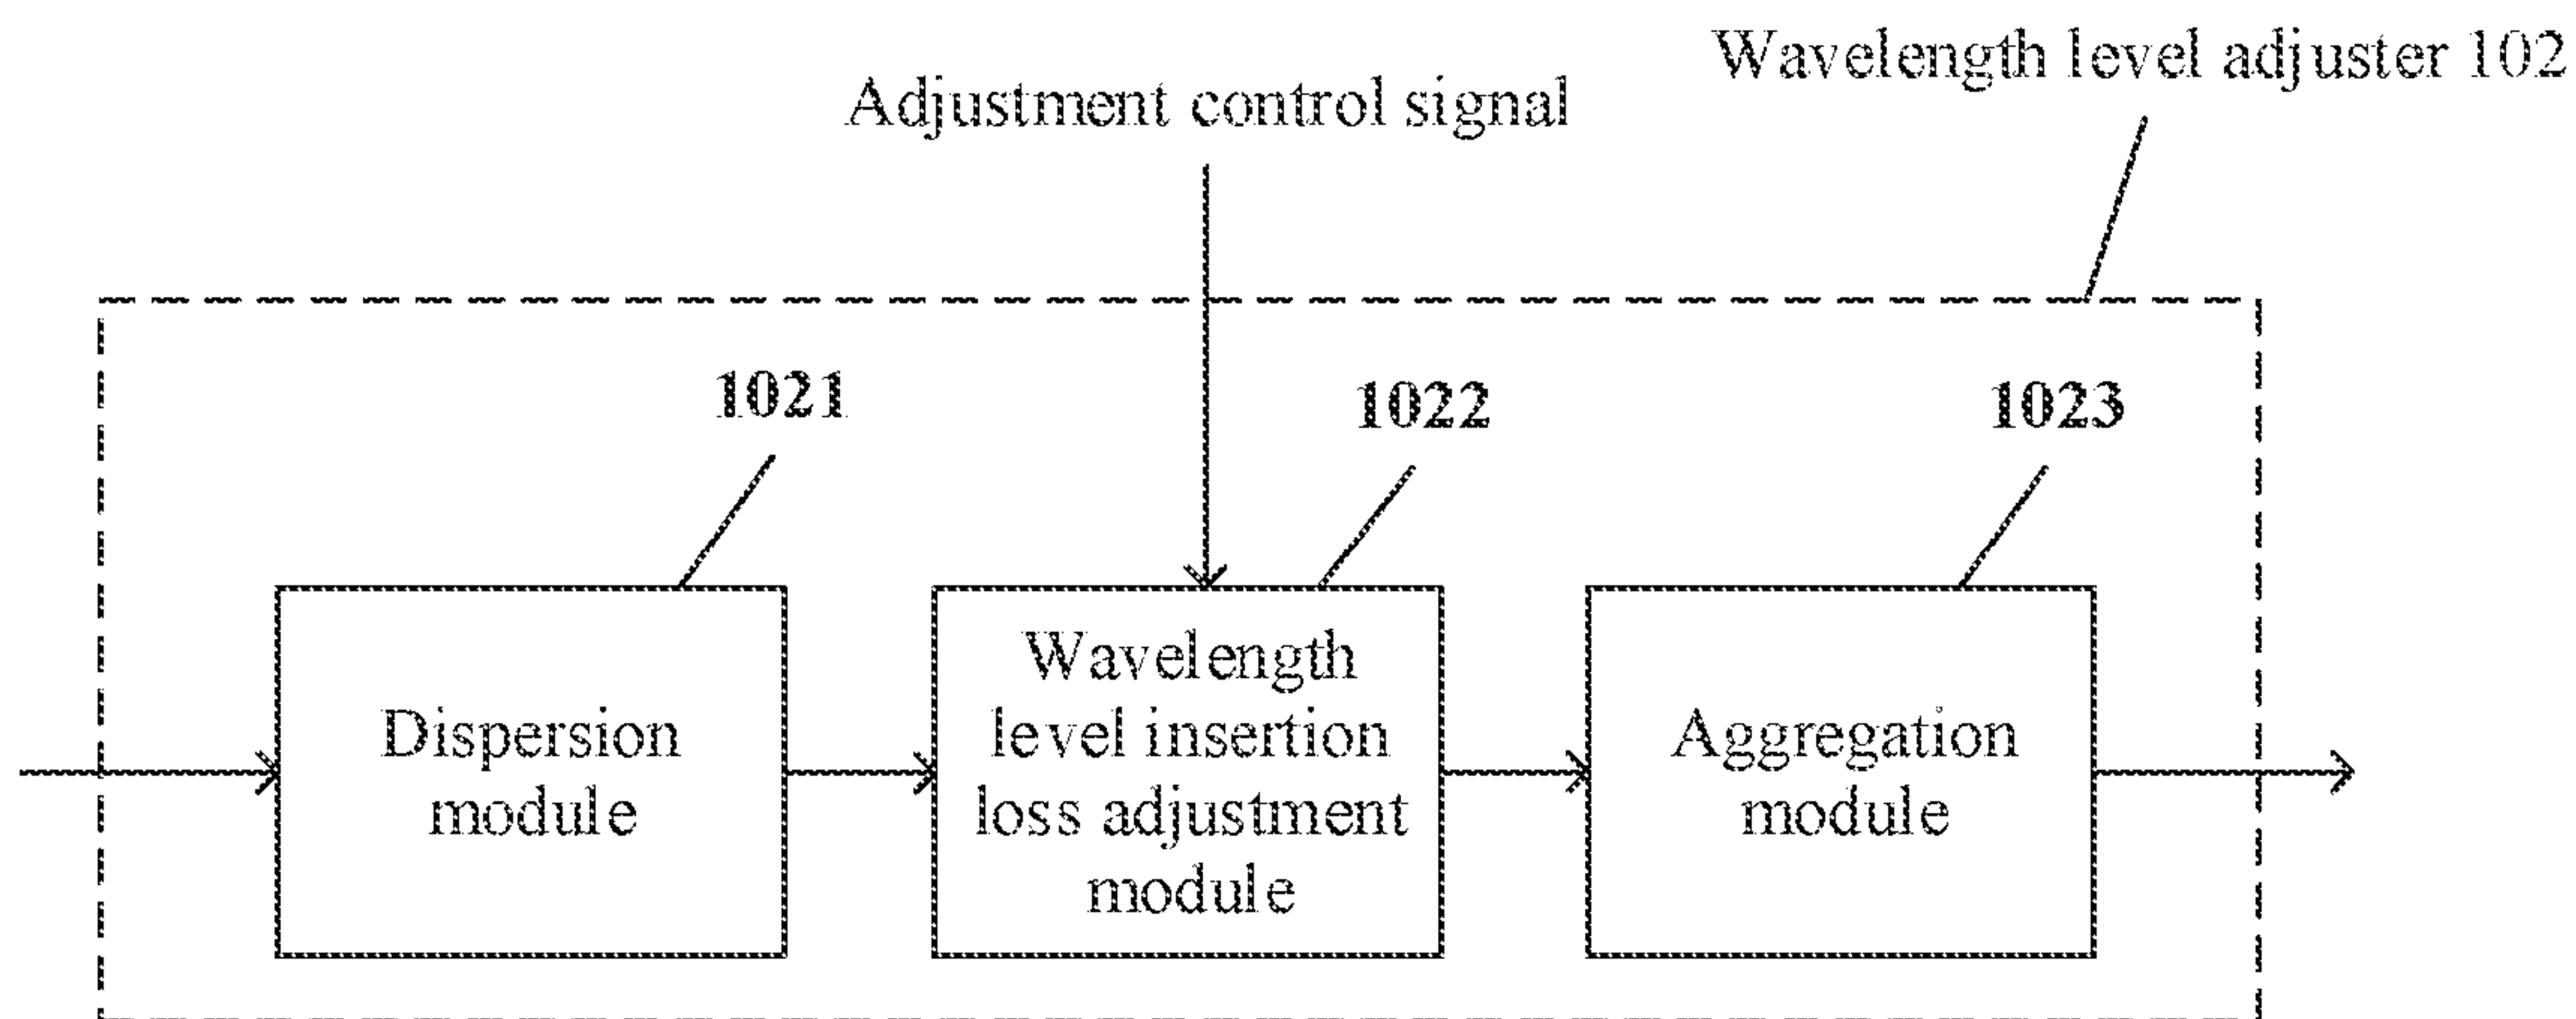 Wavelength level adjuster 102
Adjustment control signal
1021
1022
1023
Dispersion
module
Wavelength
level insertion
loss adjustment
module
Aggregation
module